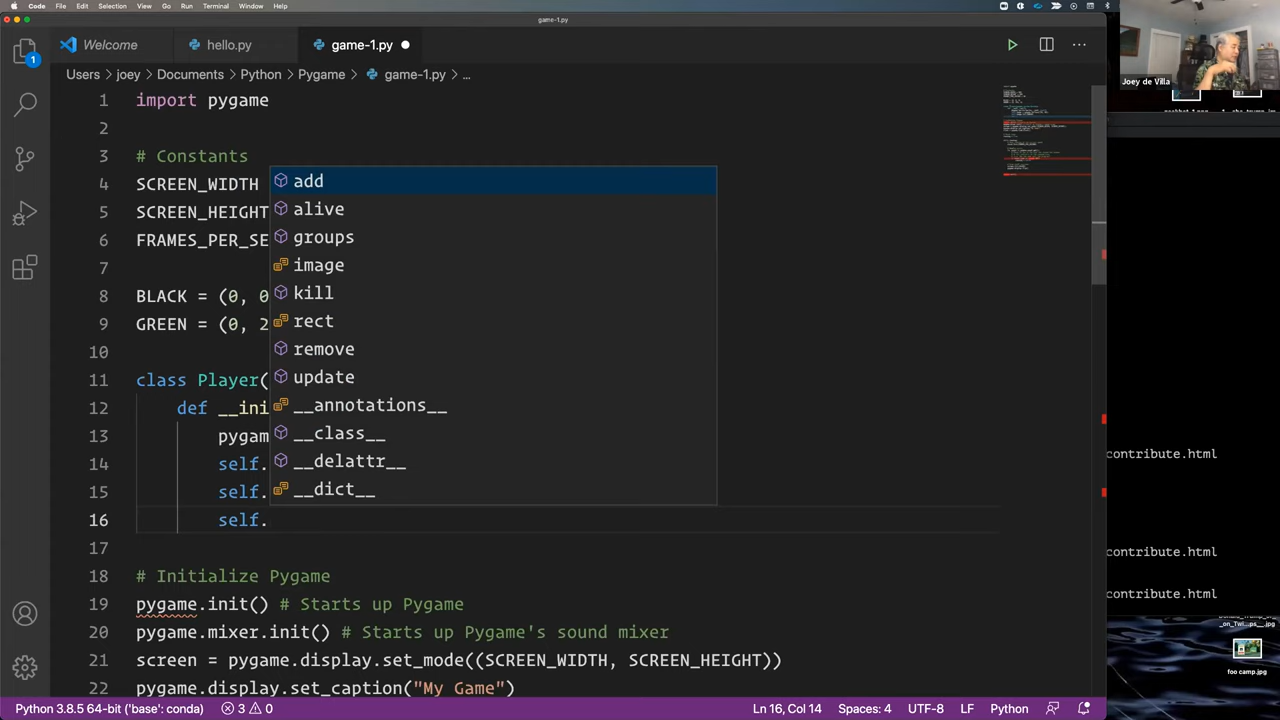 Code File Edit Selection View Go Run Terminal Window Help
game-1.py
Welcome
hello.py
game-1.py
Users › joey › Documents › Python › Pygame › game-1.py › ...
1 import pygame
2
3 # Constants
4 SCREEN_WIDTH
5 SCREEN_HEIGHT
6 FRAMES_PER_SE
7
8 BLACK = (0, 0
9 GREEN = (0, 2
10
11 class Player(
12 def __ini
13 pygam
14 self.
15 self.
16 self.
17
18 # Initialize Pygame
19 pygame.init() # Starts up Pygame
20 pygame.mixer.init() # Starts up Pygame's sound mixer
21 screen = pygame.display.set_mode((SCREEN_WIDTH, SCREEN_HEIGHT))
22 pygame.display.set_caption("My Game")
add
alive
groups
image
kill
rect
remove
update
__annotations__
__class__
__delattr__
__dict__
1
Python 3.8.5 64-bit ('base': conda) 3 0 Ln 16, Col 14 Spaces: 4 UTF-8 LF Python
Joey de Villa
contribute.html
contribute.html
contribute.html
foo camp.jpg